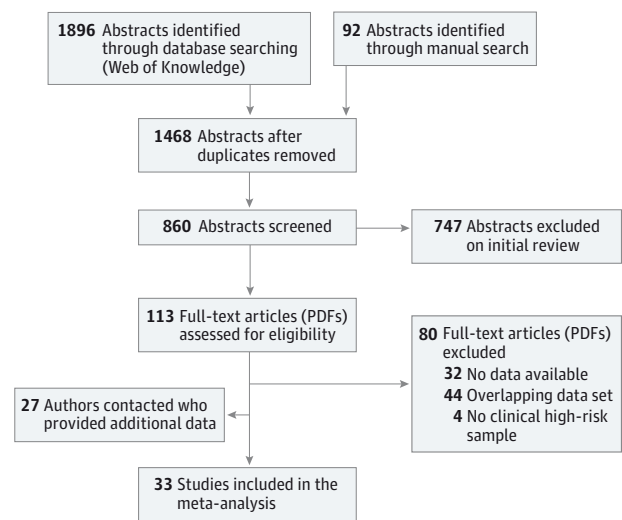 1896 Abstracts identified
through database searching
(Web of Knowledge)
92 Abstracts identified
through manual search
1468 Abstracts after
duplicates removed
860 Abstracts screened
747 Abstracts excluded
on initial review
113 Full-text articles (PDFs)
assessed for eligibility
80 Full-text articles (PDFs)
excluded
32 No data available
44 Overlapping data set
4 No clinical high-risk
sample
27 Authors contacted who
provided additional data
33 Studies included in the
meta-analysis